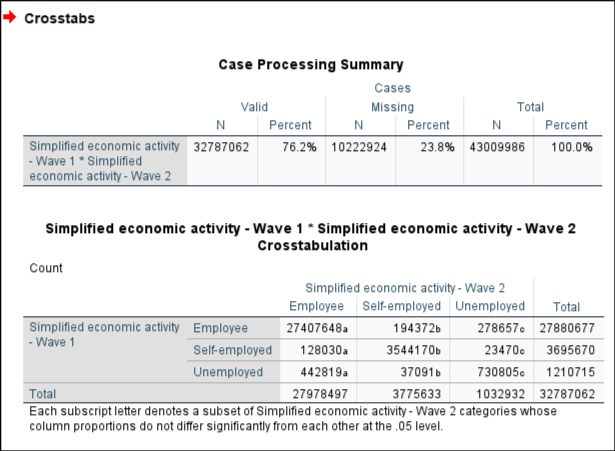 Crosstabs
Case Processing Summary
Cases
Valid Missing Total
N Percent N Percent N Percent
Simplified economic activity
- Wave 1 * Simplified
economic activity - Wave 2
32787062 76.2% 10222924 23.8% 43009986 100.0%
Simplified economic activity - Wave 1 * Simplified economic activity - Wave 2
Crosstabulation
Count
Simplified economic activity - Wave 2
Employee Self-employed Unemployed Total
Simplified economic activity
- Wave 1
Employee 27407648a 194372b 278657c 27880677
Self-employed 128030a 3544170b 23470c 3695670
Unemployed 442819a 37091b 730805c 1210715
Total 27978497 3775633 1032932 32787062
Each subscript letter denotes a subset of Simplified economic activity - Wave 2 categories whose
column proportions do not differ significantly from each other at the .05 level.